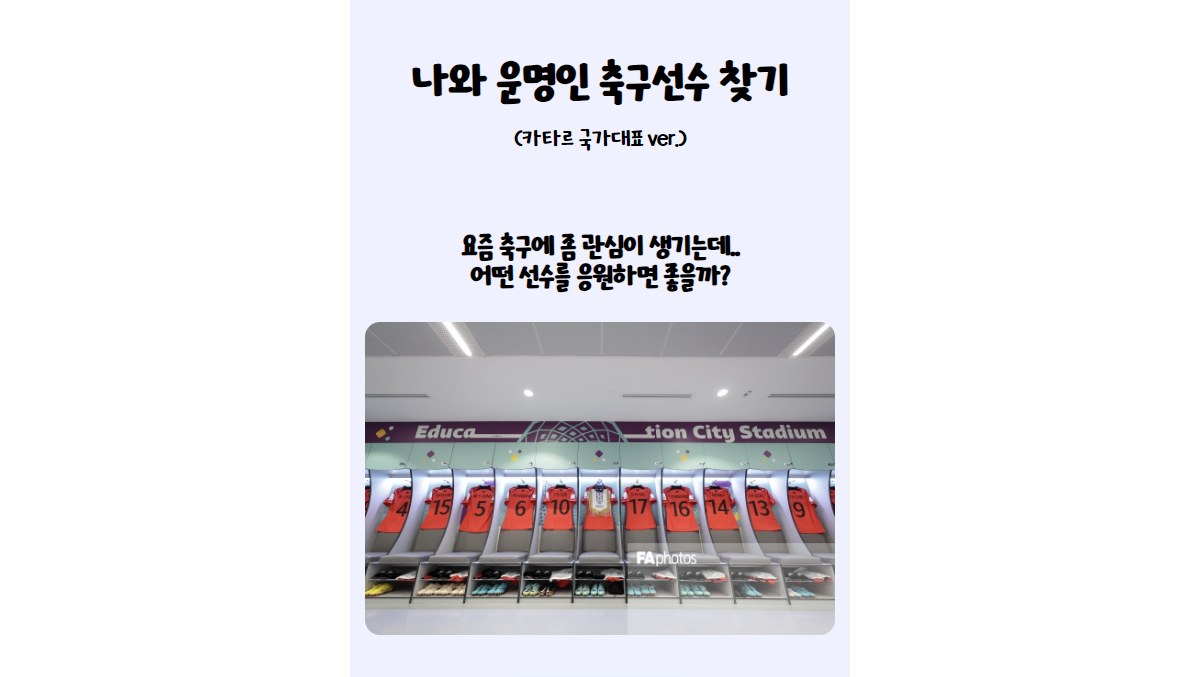 나와 운명인 축구선수 찾기
(카타르 국가대표 ver.)
요즘 축구에 좀 관심이 생기는데..
어떤 선수를 응원하면 좋을까?
Educa tion City Stadium
4 15 5 6 10 17 16 14 13 9
FAphotos